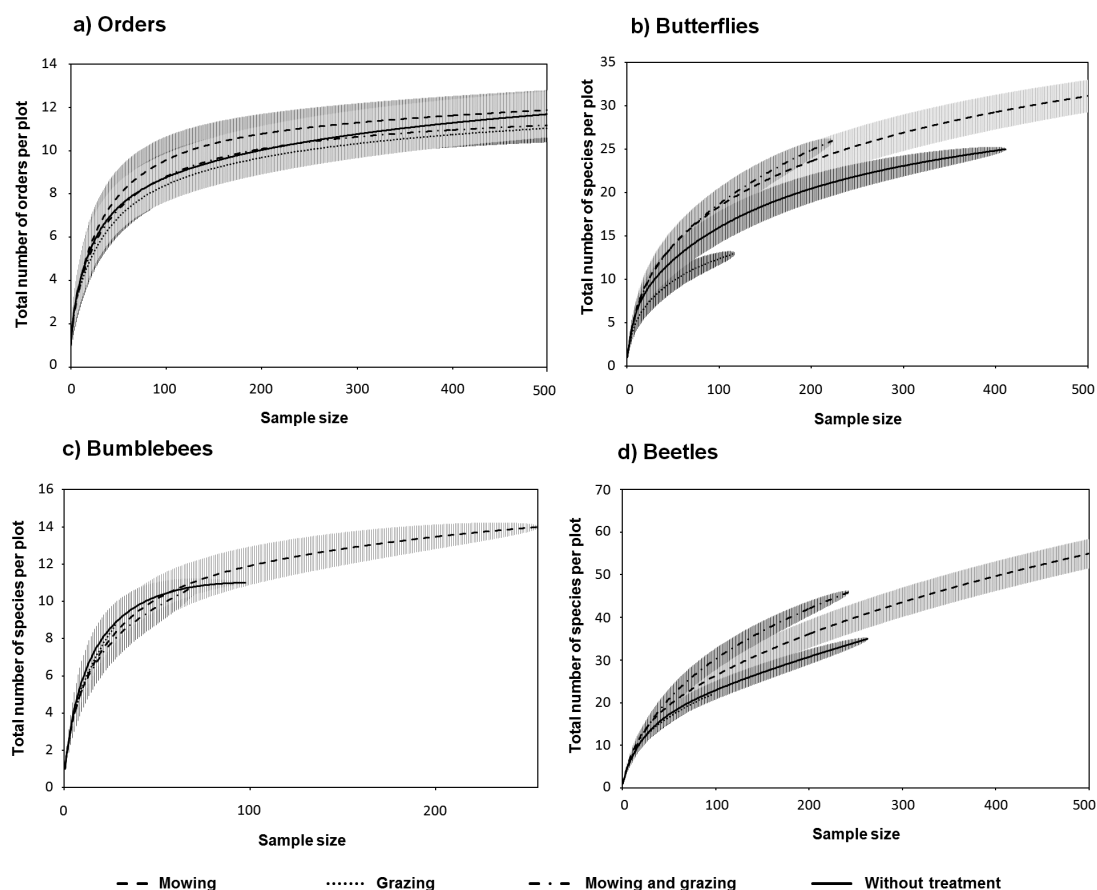 a) Orders
Total number of orders per plot
14
12
10
8
6
4
2
0
0 100 200 300 400 500
Sample size
b) Butterflies
Total number of species per plot
35
30
25
20
15
10
5
0
0 100 200 300 400 500
Sample size
c) Bumblebees
Total number of species per plot
16
14
12
10
8
6
4
2
0
0 100 200
Sample size
d) Beetles
Total number of species per plot
70
60
50
40
30
20
10
0
0 100 200 300 400 500
Sample size
Mowing Grazing Mowing and grazing Without treatment